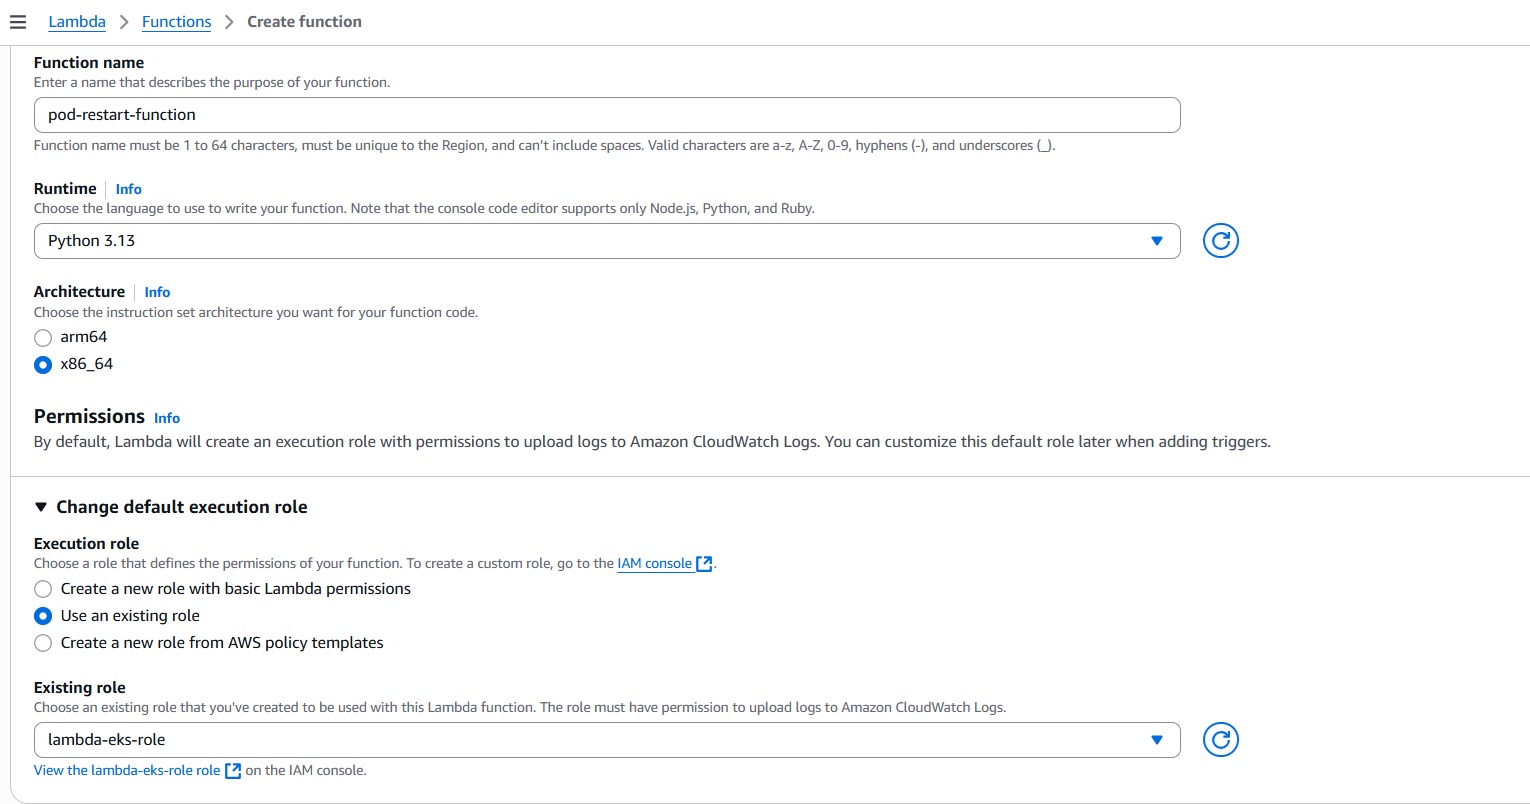 Lambda > Functions > Create function
Function name
Enter a name that describes the purpose of your function.
pod-restart-function
Function name must be 1 to 64 characters, must be unique to the Region, and can't include spaces. Valid characters are a-z, A-Z, 0-9, hyphens (-), and underscores (_).
Runtime | Info
Choose the language to use to write your function. Note that the console code editor supports only Node.js, Python, and Ruby.
Python 3.13
Architecture | Info
Choose the instruction set architecture you want for your function code.
arm64
x86_64
Permissions Info
By default, Lambda will create an execution role with permissions to upload logs to Amazon CloudWatch Logs. You can customize this default role later when adding triggers.
Change default execution role
Execution role
Choose a role that defines the permissions of your function. To create a custom role, go to the IAM console.
Create a new role with basic Lambda permissions
Use an existing role
Create a new role from AWS policy templates
Existing role
Choose an existing role that you've created to be used with this Lambda function. The role must have permission to upload logs to Amazon CloudWatch Logs.
lambda-eks-role
View the lambda-eks-role role on the IAM console.